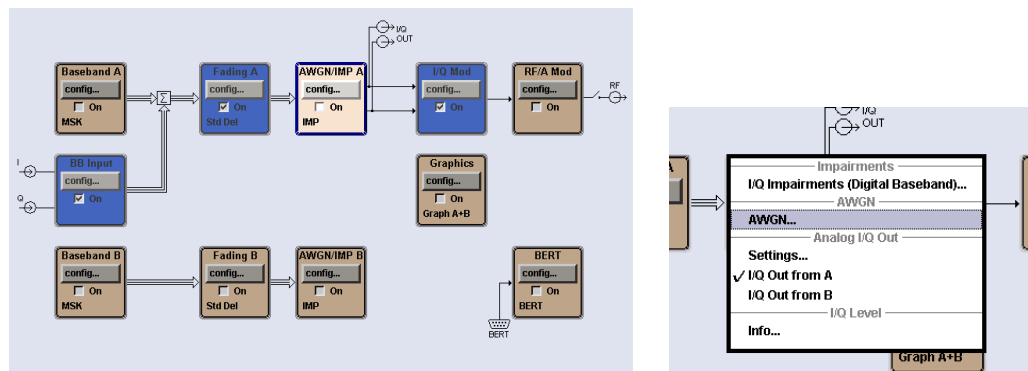 I/Q
OUT
Baseband A
config...
On
MSK
Fading A
config...
On
Std Del
AWGN/IMP A
config...
On
IMP
I/Q Mod
config...
On
RF/A Mod
config...
On
RF
I
Q
BB Input
config...
On
Graphics
config...
On
Graph A+B
Baseband B
config...
On
MSK
Fading B
config...
On
Std Del
AWGN/IMP B
config...
On
IMP
BERT
config...
On
BERT
BERT
I/Q
OUT
A
Impairments
I/Q Impairments (Digital Baseband)...
AWGN
AWGN...
Analog I/Q Out
Settings...
I/Q Out from A
I/Q Out from B
I/Q Level
Info...
Graph A+B